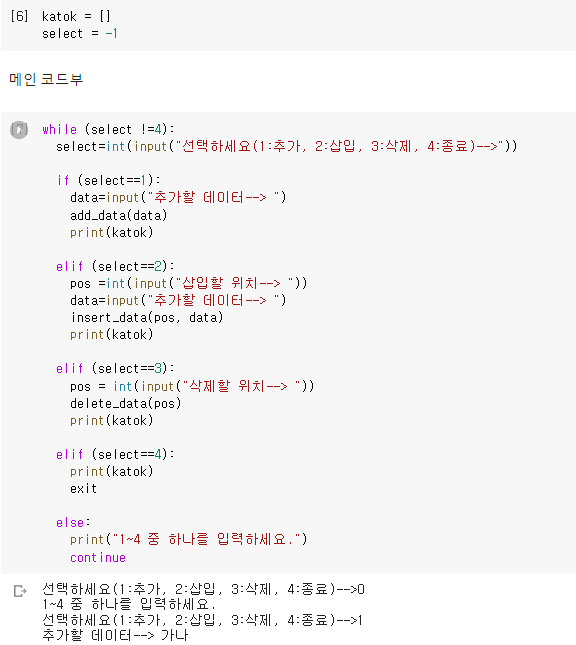 [6] katok = []
select = -1
메인 코드부
while (select !=4):
select=int(input("선택하세요(1:추가, 2:삽입, 3:삭제, 4:종료)-->"))
if (select==1):
data=input("추가할 데이터--> ")
add_data(data)
print(katok)
elif (select==2):
pos =int(input("삽입할 위치--> "))
data=input("추가할 데이터--> ")
insert_data(pos, data)
print(katok)
elif (select==3):
pos = int(input("삭제할 위치--> "))
delete_data(pos)
print(katok)
elif (select==4):
print(katok)
exit
else:
print("1~4 중 하나를 입력하세요.")
continue
선택하세요(1:추가, 2:삽입, 3:삭제, 4:종료)-->0
1~4 중 하나를 입력하세요.
선택하세요(1:추가, 2:삽입, 3:삭제, 4:종료)-->1
추가할 데이터--> 가나